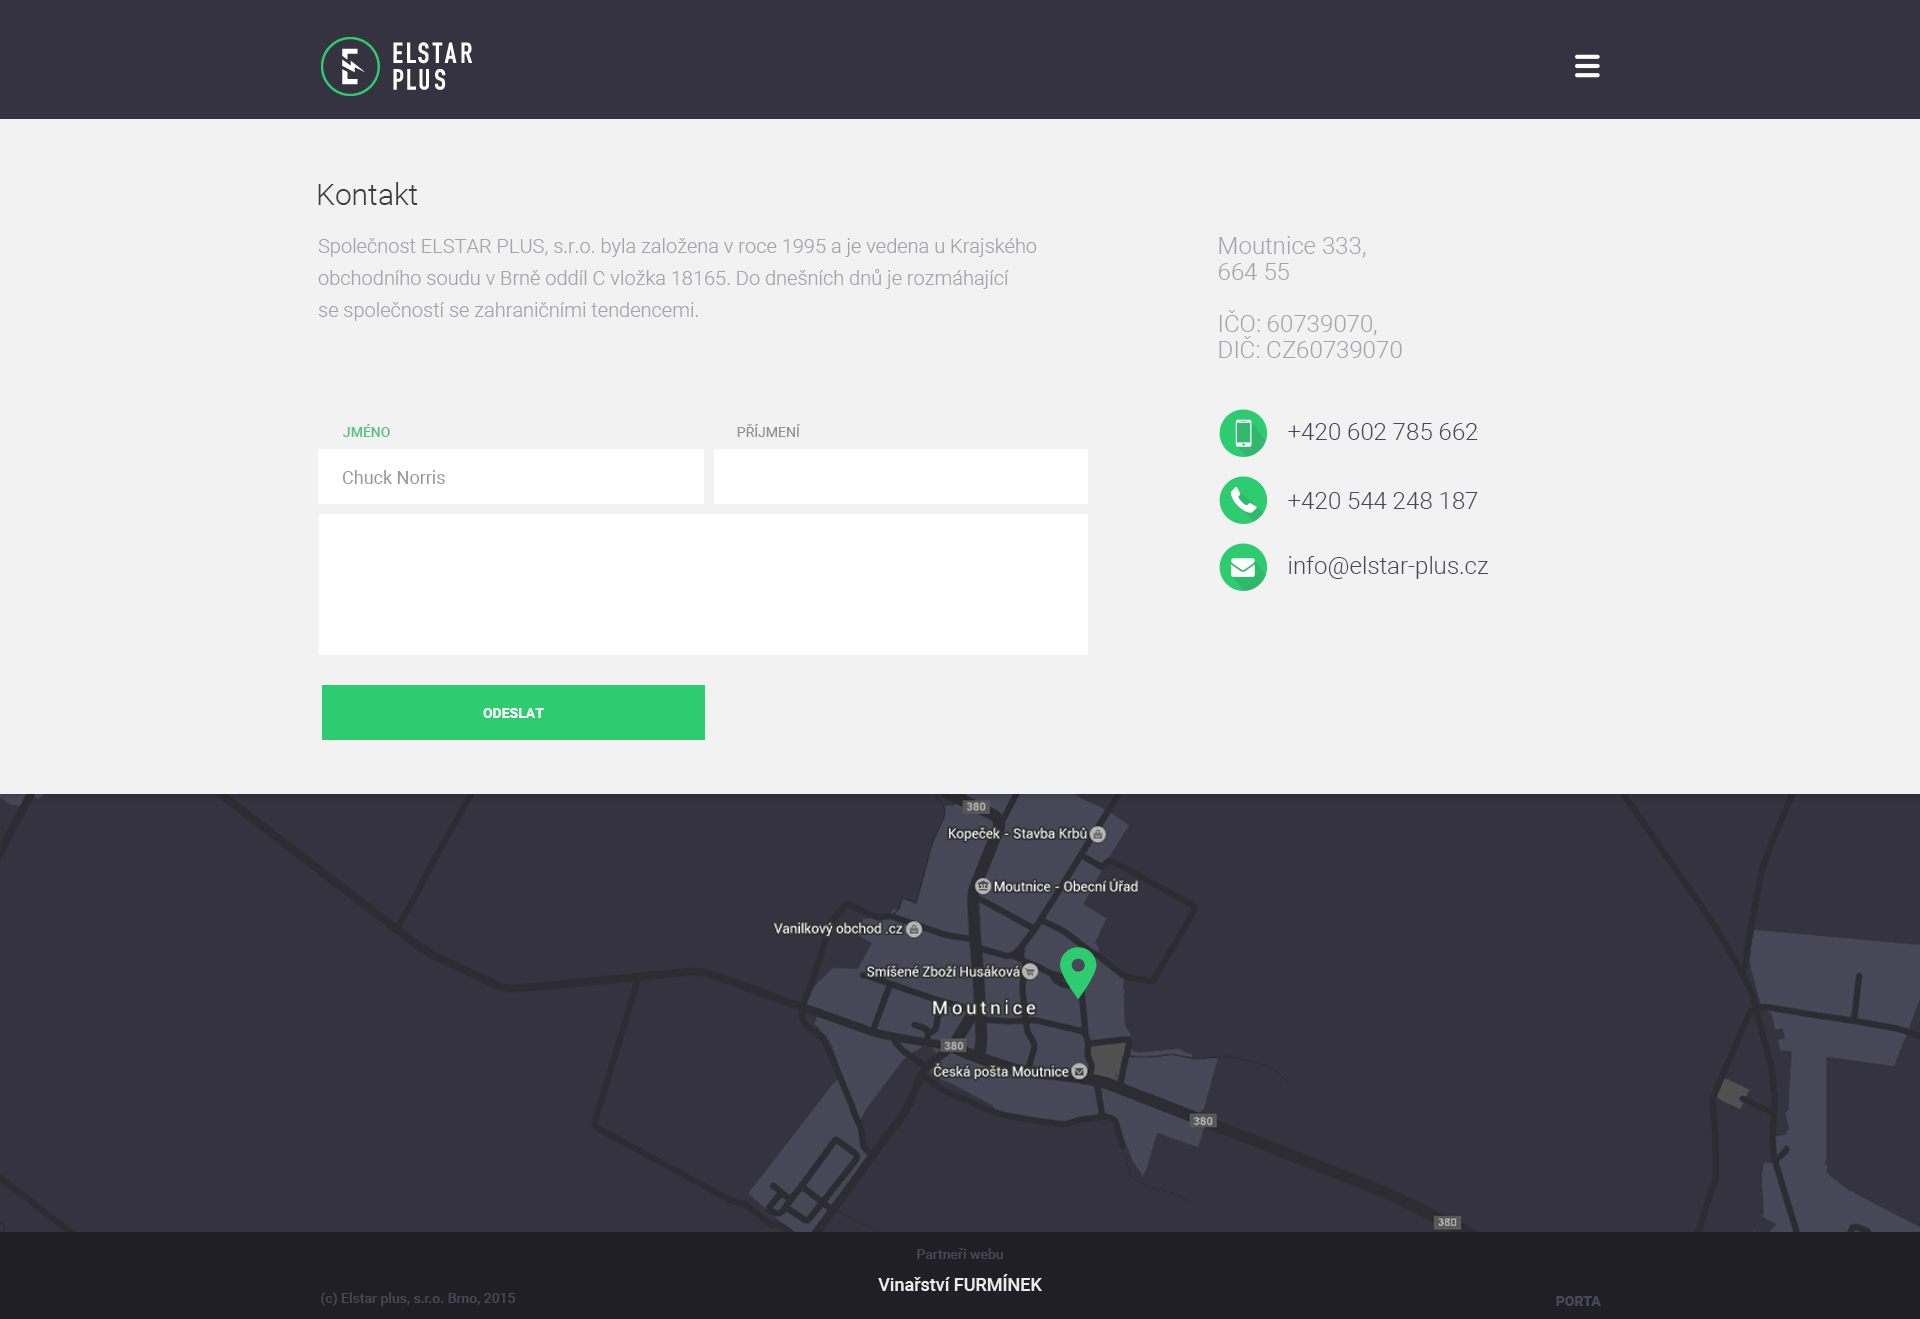 ELSTAR
PLUS
Kontakt
Společnost ELSTAR PLUS, s.r.o. byla založena v roce 1995 a je vedena u Krajského
obchodního soudu v Brně oddíl C vložka 18165. Do dnešních dnů je rozmáhající
se společností se zahraničními tendencemi.
Moutnice 333,
664 55
IČO: 60739070,
DIČ: CZ60739070
JMÉNO
PŘÍJMENÍ
Chuck Norris
+420 602 785 662
+420 544 248 187
info@elstar-plus.cz
ODESLAT
380
Kopeček - Stavba Krbů
Moutnice - Obecní Úřad
Vanilkový obchod .cz
Smíšené Zboží Husáková
Moutnice
380
Česká pošta Moutnice
380
380
Partneři webu
Vinařství FURMÍNEK
(c) Elstar plus, s.r.o. Brno, 2015
PORTA